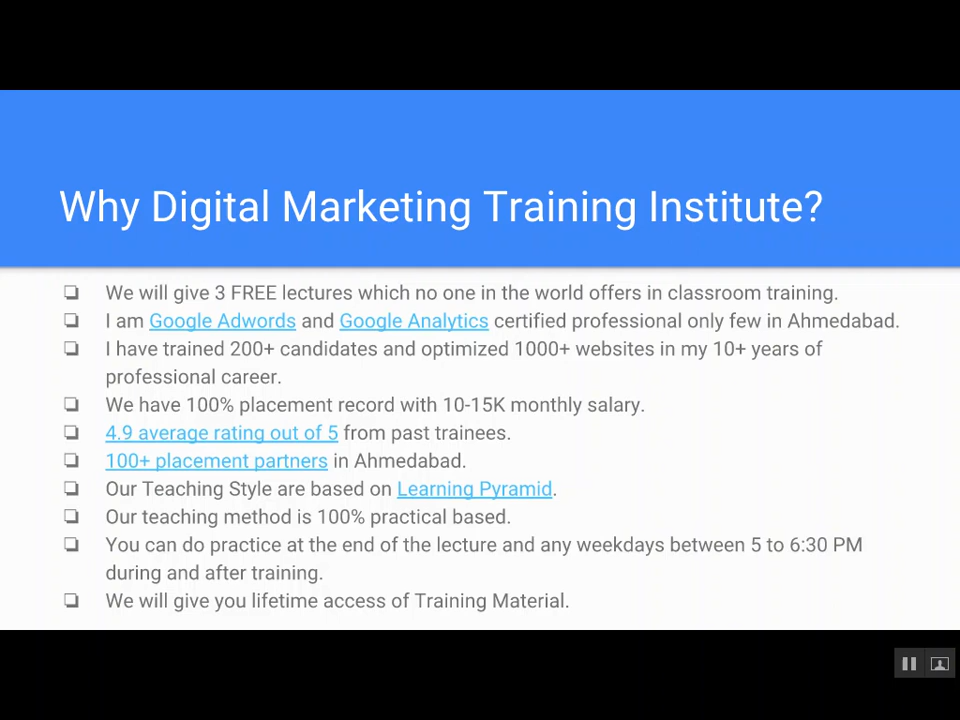 Why Digital Marketing Training Institute?
We will give 3 FREE lectures which no one in the world offers in classroom training.
I am Google Adwords and Google Analytics certified professional only few in Ahmedabad.
I have trained 200+ candidates and optimized 1000+ websites in my 10+ years of
professional career.
We have 100% placement record with 10-15K monthly salary.
4.9 average rating out of 5 from past trainees.
100+ placement partners in Ahmedabad.
Our Teaching Style are based on Learning Pyramid.
Our teaching method is 100% practical based.
You can do practice at the end of the lecture and any weekdays between 5 to 6:30 PM
during and after training.
We will give you lifetime access of Training Material.